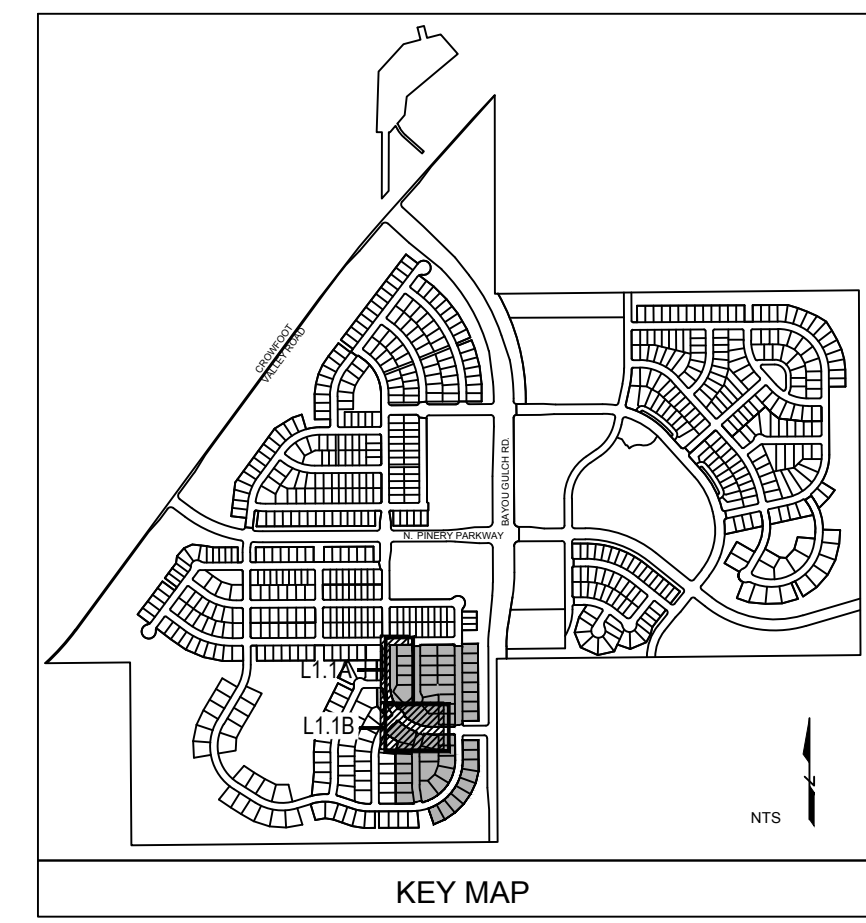 CROWFOOT
VALLEY ROAD
BAYOU GULCH RD.
N. PINERY PARKWAY
L1.1A
L1.1B
N
NTS
KEY MAP